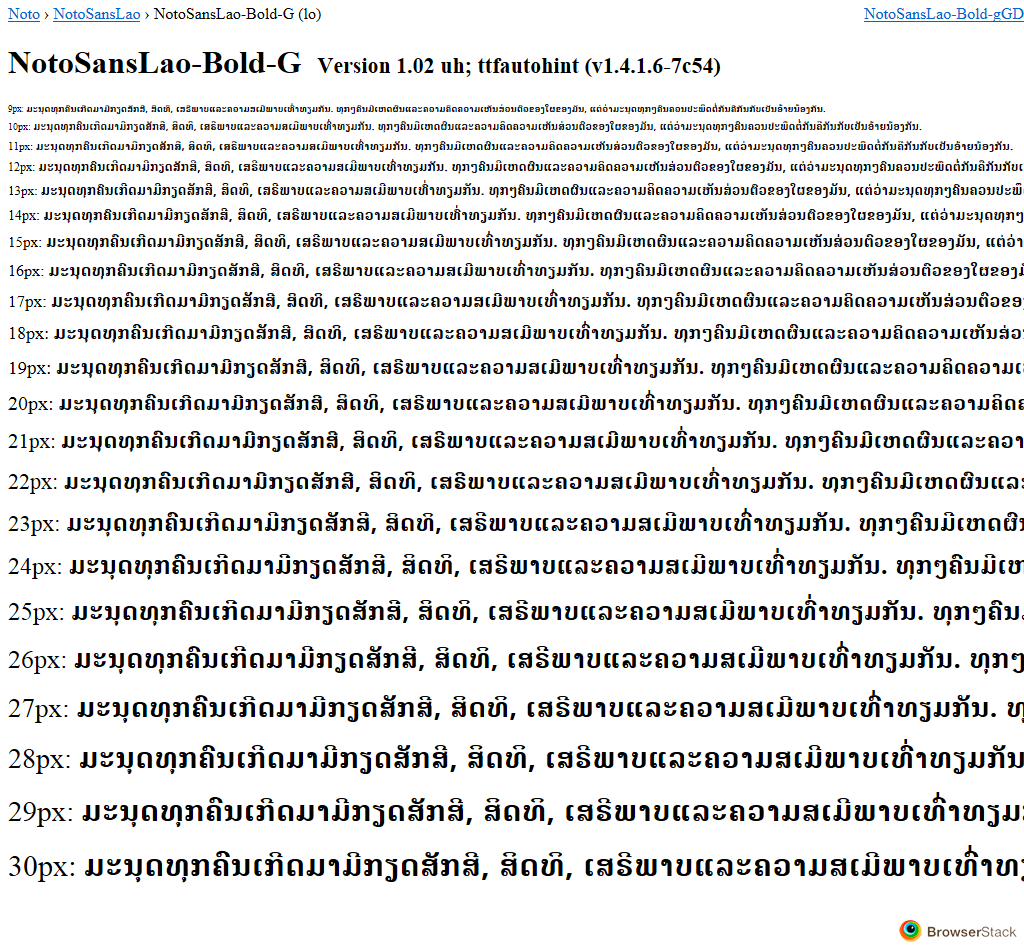 Noto › NotoSansLao › NotoSansLao-Bold-G (lo)
NotoSansLao-Bold-gGD
NotoSansLao-Bold-G Version 1.02 uh; ttfautohint (v1.4.1.6-7c54)
9px: ມະນຸດທຸກຄົນເກີດມາມີກຽດສັກສີ, ສິດທິ, ເສຣີພາບແລະຄວາມສເມີພາບເທົ່າທຽມກັນ. ທຸກໆຄົນມີເຫດຜົນແລະຄວາມຄິດຄວາມເຫັນສ່ວນຕົວຂອງໃຜຂອງມັນ, ແຕ່ວ່າມະນຸດທຸກໆຄົນຄວນປະພຶດຕໍ່ກັນຄືກັນກັບເປັນອ້າຍນ້ອງກັນ.
10px: ມະນຸດທຸກຄົນເກີດມາມີກຽດສັກສີ, ສິດທິ, ເສຣີພາບແລະຄວາມສເມີພາບເທົ່າທຽມກັນ. ທຸກໆຄົນມີເຫດຜົນແລະຄວາມຄິດຄວາມເຫັນສ່ວນຕົວຂອງໃຜຂອງມັນ, ແຕ່ວ່າມະນຸດທຸກໆຄົນຄວນປະພຶດຕໍ່ກັນຄືກັນກັບເປັນອ້າຍນ້ອງກັນ.
11px: ມະນຸດທຸກຄົນເກີດມາມີກຽດສັກສີ, ສິດທິ, ເສຣີພາບແລະຄວາມສເມີພາບເທົ່າທຽມກັນ. ທຸກໆຄົນມີເຫດຜົນແລະຄວາມຄິດຄວາມເຫັນສ່ວນຕົວຂອງໃຜຂອງມັນ, ແຕ່ວ່າມະນຸດທຸກໆຄົນຄວນປະພຶດຕໍ່ກັນຄືກັນກັບເປັນອ້າຍນ້ອງກັນ.
12px: ມະນຸດທຸກຄົນເກີດມາມີກຽດສັກສີ, ສິດທິ, ເສຣີພາບແລະຄວາມສເມີພາບເທົ່າທຽມກັນ. ທຸກໆຄົນມີເຫດຜົນແລະຄວາມຄິດຄວາມເຫັນສ່ວນຕົວຂອງໃຜຂອງມັນ, ແຕ່ວ່າມະນຸດທຸກໆຄົນຄວນປະພຶດຕໍ່ກັນຄືກັນກັບເ
13px: ມະນຸດທຸກຄົນເກີດມາມີກຽດສັກສີ, ສິດທິ, ເສຣີພາບແລະຄວາມສເມີພາບເທົ່າທຽມກັນ. ທຸກໆຄົນມີເຫດຜົນແລະຄວາມຄິດຄວາມເຫັນສ່ວນຕົວຂອງໃຜຂອງມັນ, ແຕ່ວ່າມະນຸດທຸກໆຄົນຄວນປະພຶ
14px: ມະນຸດທຸກຄົນເກີດມາມີກຽດສັກສີ, ສິດທິ, ເສຣີພາບແລະຄວາມສເມີພາບເທົ່າທຽມກັນ. ທຸກໆຄົນມີເຫດຜົນແລະຄວາມຄິດຄວາມເຫັນສ່ວນຕົວຂອງໃຜຂອງມັນ, ແຕ່ວ່າມະນຸດທຸກໆ
15px: ມະນຸດທຸກຄົນເກີດມາມີກຽດສັກສີ, ສິດທິ, ເສຣີພາບແລະຄວາມສເມີພາບເທົ່າທຽມກັນ. ທຸກໆຄົນມີເຫດຜົນແລະຄວາມຄິດຄວາມເຫັນສ່ວນຕົວຂອງໃຜຂອງມັນ, ແຕ່ວ່າ
16px: ມະນຸດທຸກຄົນເກີດມາມີກຽດສັກສີ, ສິດທິ, ເສຣີພາບແລະຄວາມສເມີພາບເທົ່າທຽມກັນ. ທຸກໆຄົນມີເຫດຜົນແລະຄວາມຄິດຄວາມເຫັນສ່ວນຕົວຂອງໃຜຂອງມັ
17px: ມະນຸດທຸກຄົນເກີດມາມີກຽດສັກສີ, ສິດທິ, ເສຣີພາບແລະຄວາມສເມີພາບເທົ່າທຽມກັນ. ທຸກໆຄົນມີເຫດຜົນແລະຄວາມຄິດຄວາມເຫັນສ່ວນຕົວຂອງ
18px: ມະນຸດທຸກຄົນເກີດມາມີກຽດສັກສີ, ສິດທິ, ເສຣີພາບແລະຄວາມສເມີພາບເທົ່າທຽມກັນ. ທຸກໆຄົນມີເຫດຜົນແລະຄວາມຄິດຄວາມເຫັນສ່ວ
19px: ມະນຸດທຸກຄົນເກີດມາມີກຽດສັກສີ, ສິດທິ, ເສຣີພາບແລະຄວາມສເມີພາບເທົ່າທຽມກັນ. ທຸກໆຄົນມີເຫດຜົນແລະຄວາມຄິດຄວາມເ
20px: ມະນຸດທຸກຄົນເກີດມາມີກຽດສັກສີ, ສິດທິ, ເສຣີພາບແລະຄວາມສເມີພາບເທົ່າທຽມກັນ. ທຸກໆຄົນມີເຫດຜົນແລະຄວາມຄິດຄ
21px: ມະນຸດທຸກຄົນເກີດມາມີກຽດສັກສີ, ສິດທິ, ເສຣີພາບແລະຄວາມສເມີພາບເທົ່າທຽມກັນ. ທຸກໆຄົນມີເຫດຜົນແລະຄວາ
22px: ມະນຸດທຸກຄົນເກີດມາມີກຽດສັກສີ, ສິດທິ, ເສຣີພາບແລະຄວາມສເມີພາບເທົ່າທຽມກັນ. ທຸກໆຄົນມີເຫດຜົນແລະ
23px: ມະນຸດທຸກຄົນເກີດມາມີກຽດສັກສີ, ສິດທິ, ເສຣີພາບແລະຄວາມສເມີພາບເທົ່າທຽມກັນ. ທຸກໆຄົນມີເຫດຜົນ
24px: ມະນຸດທຸກຄົນເກີດມາມີກຽດສັກສີ, ສິດທິ, ເສຣີພາບແລະຄວາມສເມີພາບເທົ່າທຽມກັນ. ທຸກໆຄົນມີເຫ
25px: ມະນຸດທຸກຄົນເກີດມາມີກຽດສັກສີ, ສິດທິ, ເສຣີພາບແລະຄວາມສເມີພາບເທົ່າທຽມກັນ. ທຸກໆຄົນ
26px: ມະນຸດທຸກຄົນເກີດມາມີກຽດສັກສີ, ສິດທິ, ເສຣີພາບແລະຄວາມສເມີພາບເທົ່າທຽມກັນ. ທຸກໆ
27px: ມະນຸດທຸກຄົນເກີດມາມີກຽດສັກສີ, ສິດທິ, ເສຣີພາບແລະຄວາມສເມີພາບເທົ່າທຽມກັນ. ທຸ
28px: ມະນຸດທຸກຄົນເກີດມາມີກຽດສັກສີ, ສິດທິ, ເສຣີພາບແລະຄວາມສເມີພາບເທົ່າທຽມກັນ
29px: ມະນຸດທຸກຄົນເກີດມາມີກຽດສັກສີ, ສິດທິ, ເສຣີພາບແລະຄວາມສເມີພາບເທົ່າທຽມ
30px: ມະນຸດທຸກຄົນເກີດມາມີກຽດສັກສີ, ສິດທິ, ເສຣີພາບແລະຄວາມສເມີພາບເທົ່າທຽ
BrowserStack